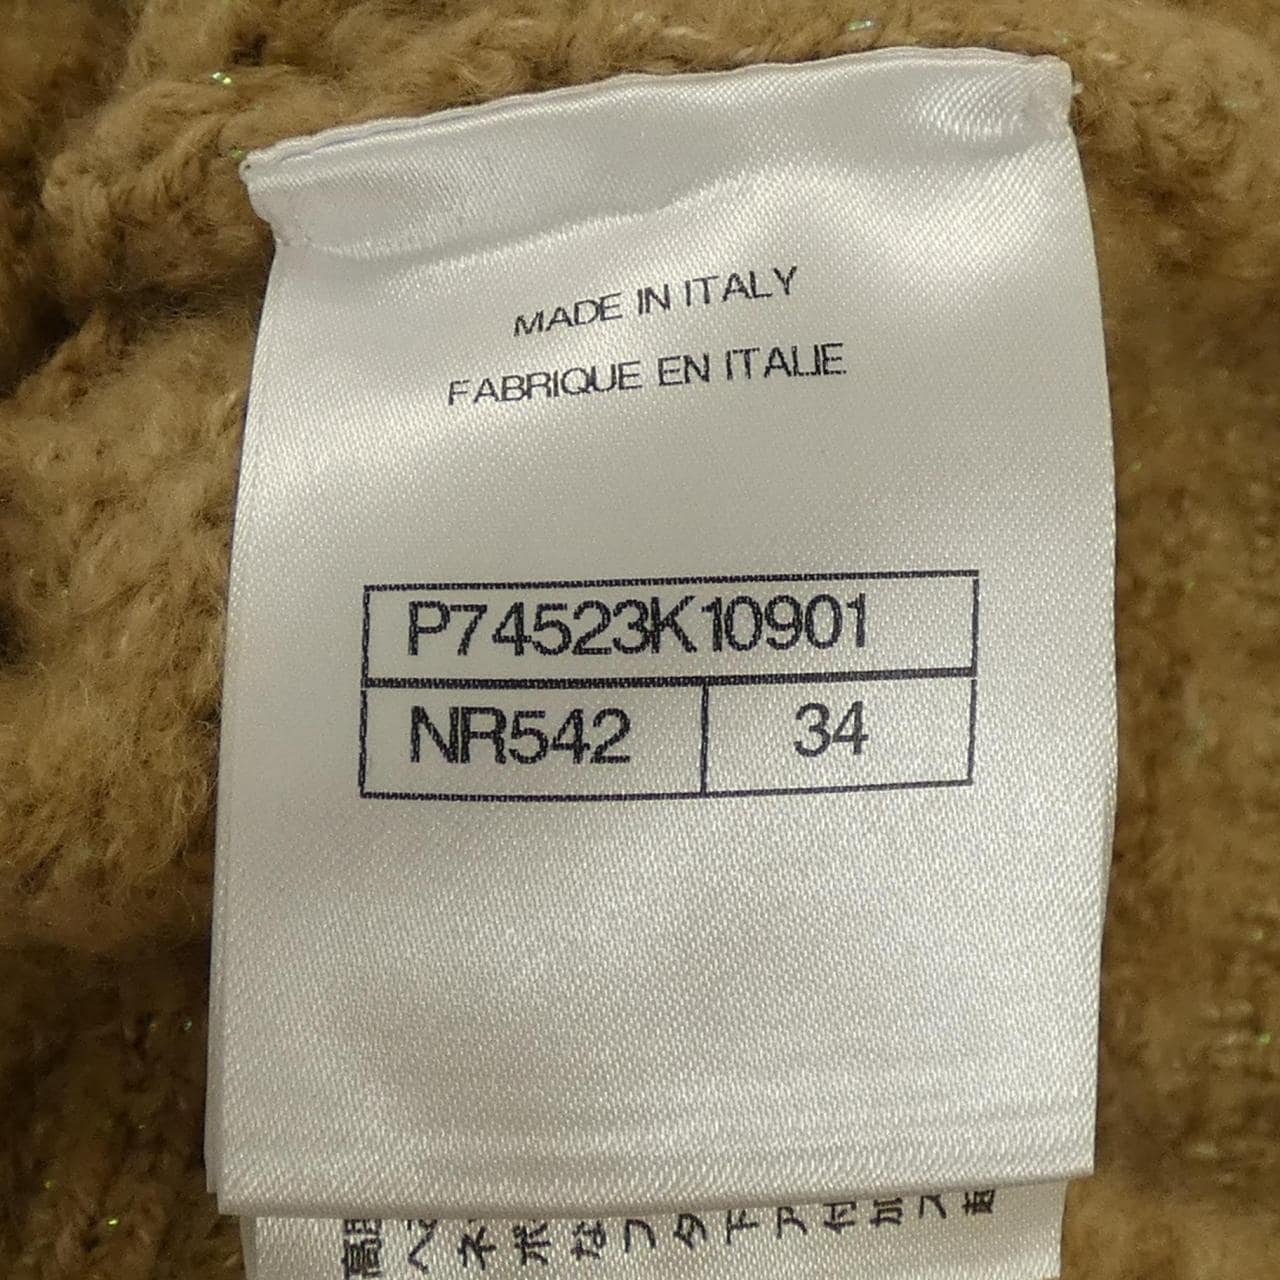 MADE IN ITALY
FABRIQUE EN ITALIE
P74523K10901
NR542 34